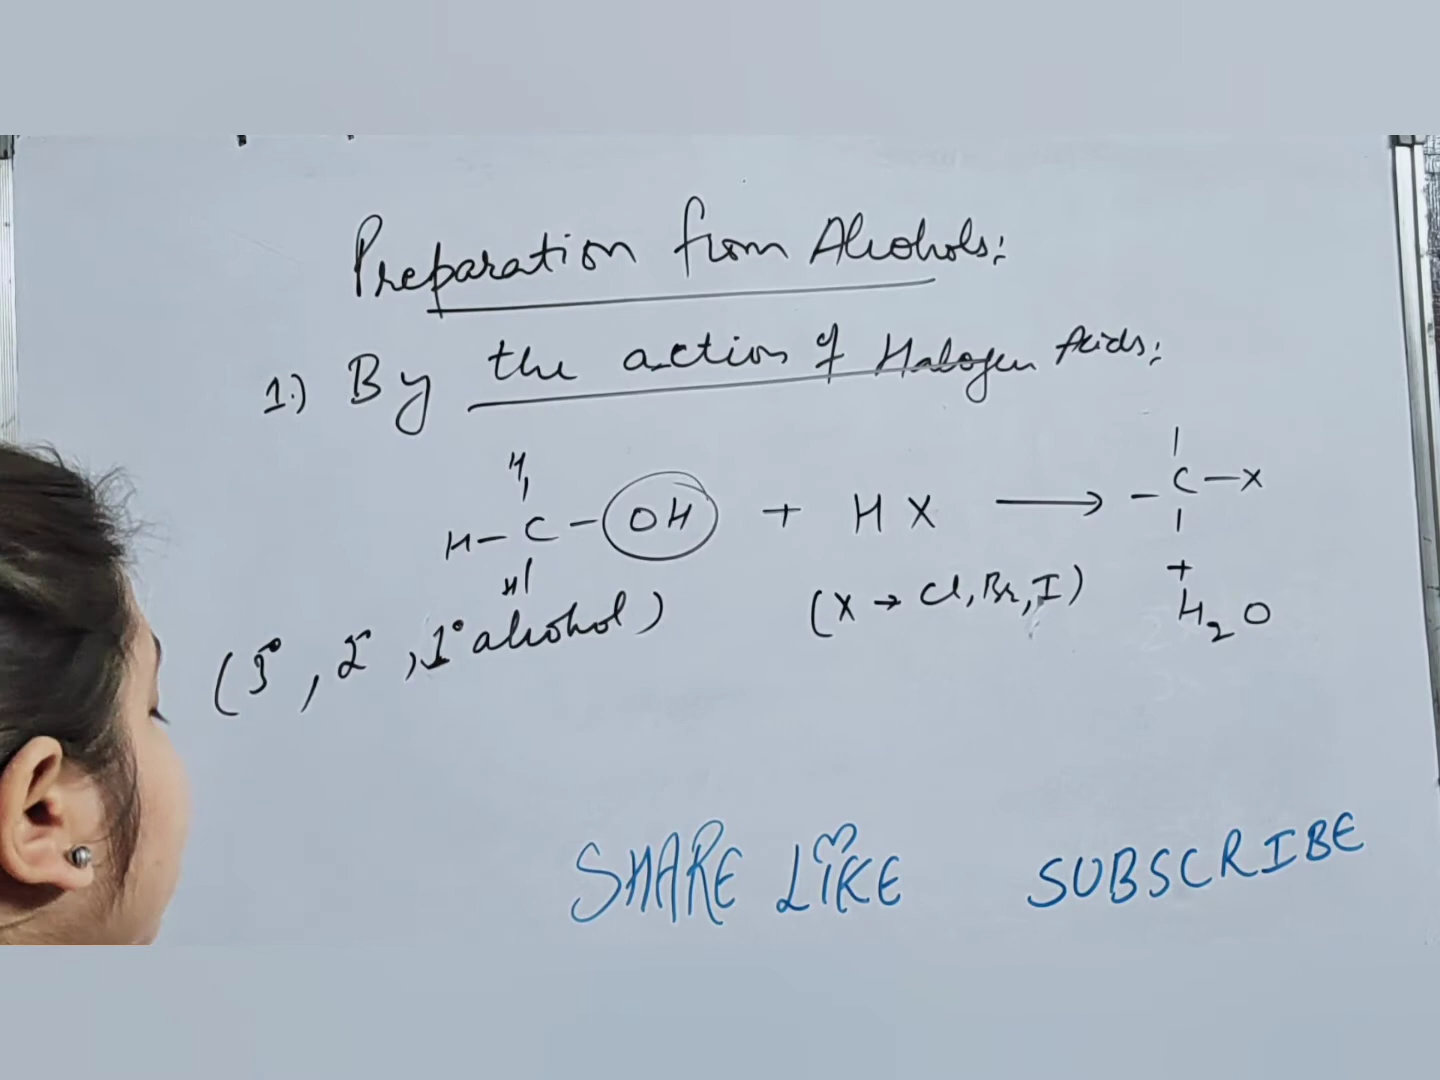 Preparation from Alcohols:
1.) By the action of Halogen Acids:
H
H - C - OH + HX → - C - X
H
+
H2O
(3°, 2°, 1° alcohol) (X → Cl, Br, I)
SHARE LIKE SUBSCRIBE